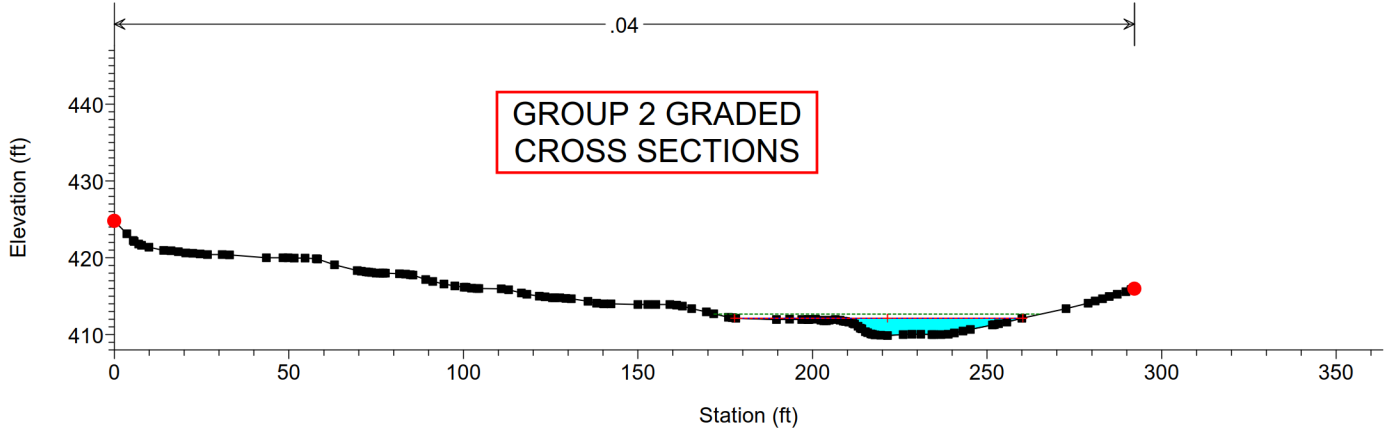 .04
GROUP 2 GRADED
CROSS SECTIONS
Elevation (ft)
440
430
420
410
0 50 100 150 200 250 300 350
Station (ft)